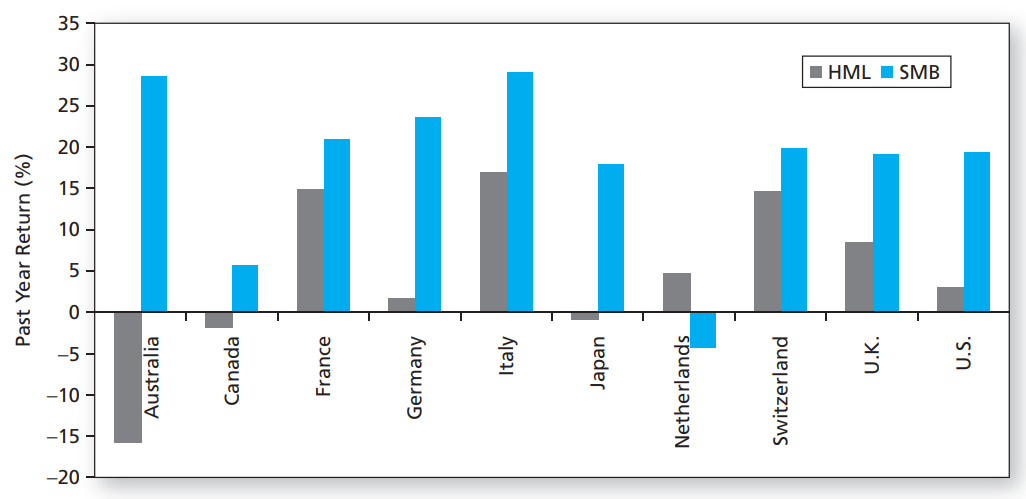 35
30
25
20
15
10
5
0
−5
−10
−15
−20
Past Year Return (%)
HML SMB
Australia
Canada
France
Germany
Italy
Japan
Netherlands
Switzerland
U.K.
U.S.